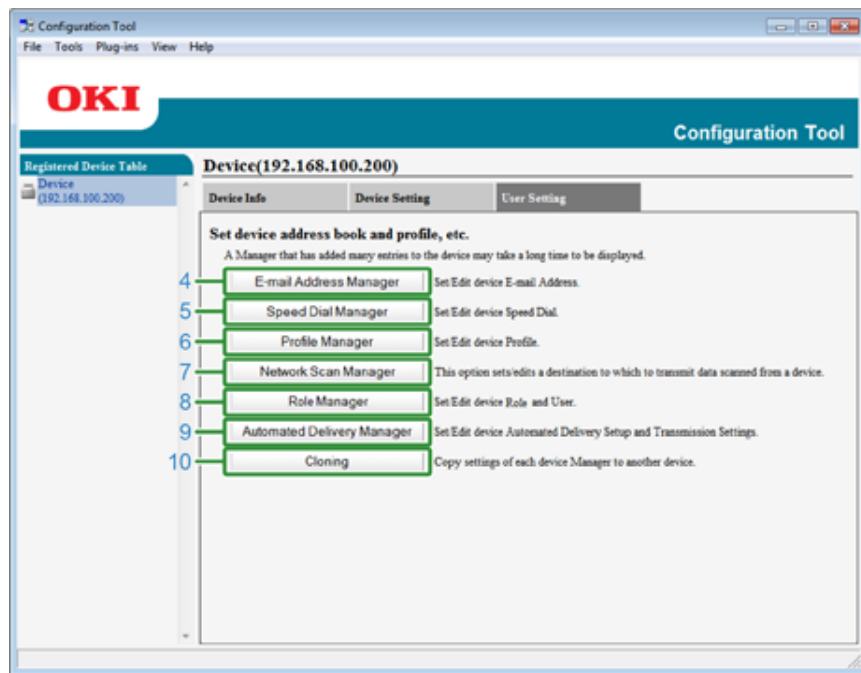 Configuration Tool
File Tools Plug-ins View Help
OKI
Configuration Tool
Registered Device Table
Device
(192.168.100.200)
Device(192.168.100.200)
Device Info Device Setting User Setting
Set device address book and profile, etc.
A Manager that has added many entries to the device may take a long time to be displayed.
4 E-mail Address Manager Set Edit device E-mail Address.
5 Speed Dial Manager Set Edit device Speed Dial.
6 Profile Manager Set Edit device Profile.
7 Network Scan Manager This option sets/edits a destination to which to transmit data scanned from a device.
8 Role Manager Set Edit device Role and User.
9 Automated Delivery Manager Set Edit device Automated Delivery Setup and Transmission Settings.
10 Cloning Copy settings of each device Manager to another device.